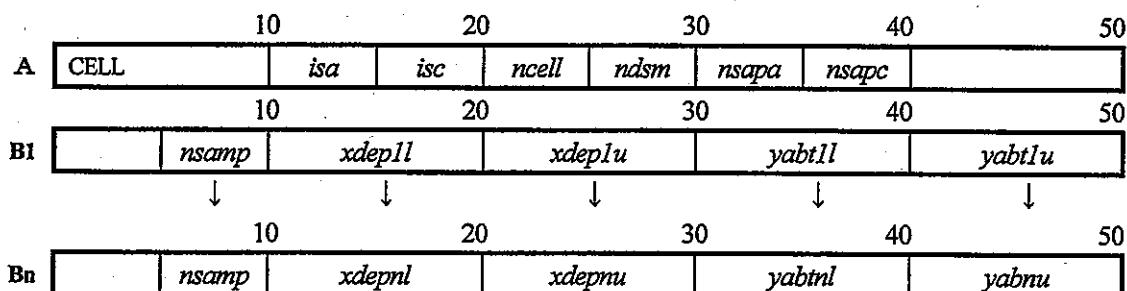 10 20 30 40 50
A CELL isa isc ncell ndsm nsapa nsapc
10 20 30 40 50
B1 nsamp xdep1l xdep1u yabt1l yabt1u
↓ ↓ ↓ ↓ ↓
10 20 30 40 50
Bn nsamp xdepnl xdepnu yabtnl yabnu